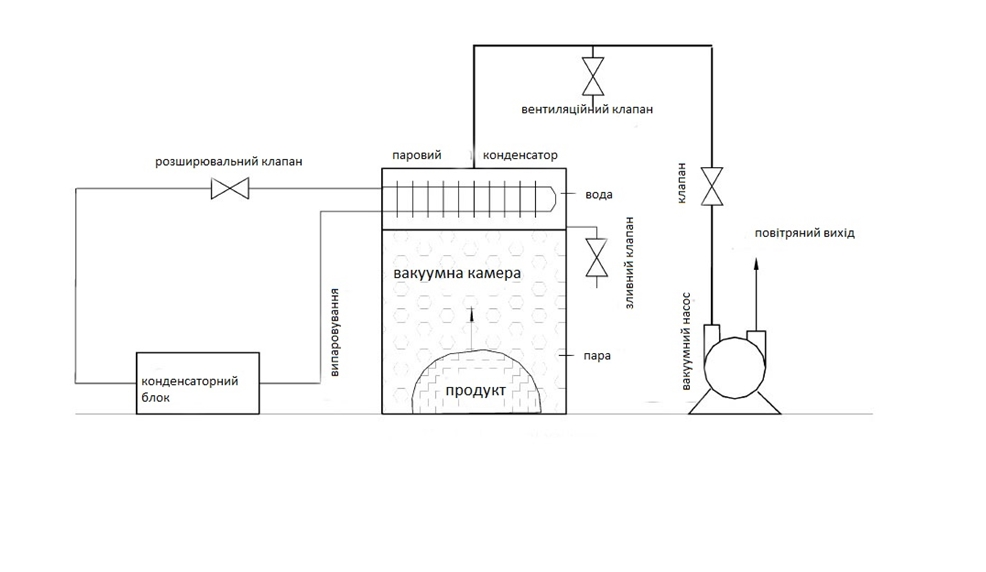 вентиляційний клапан
розширювальний клапан
паровий конденсатор
клапан
вода
повітряний вихід
зливний клапан
вакуумна камера
випаровування
вакуумний насос
пара
конденсаторний
блок
продукт